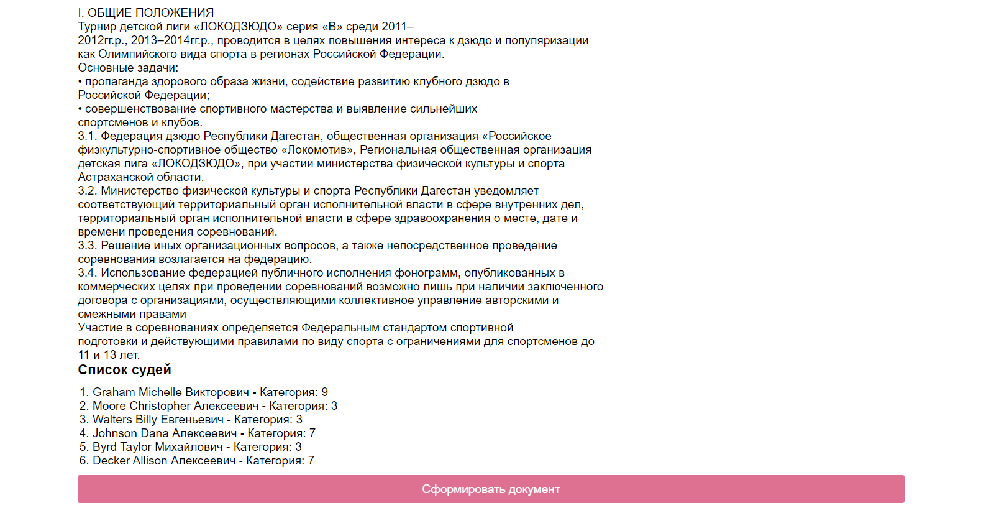 I. ОБЩИЕ ПОЛОЖЕНИЯ
Турнир детской лиги «ЛОКОДЗЮДО» серия «В» среди 2011–
2012гг.р., 2013–2014гг.р., проводится в целях повышения интереса к дзюдо и популяризации
как Олимпийского вида спорта в регионах Российской Федерации.
Основные задачи:
• пропаганда здорового образа жизни, содействие развитию клубного дзюдо в
Российской Федерации;
• совершенствование спортивного мастерства и выявление сильнейших
спортсменов и клубов.
3.1. Федерация дзюдо Республики Дагестан, общественная организация «Российское
физкультурно-спортивное общество «Локомотив», Региональная общественная организация
детская лига «ЛОКОДЗЮДО», при участии министерства физической культуры и спорта
Астраханской области.
3.2. Министерство физической культуры и спорта Республики Дагестан уведомляет
соответствующий территориальный орган исполнительной власти в сфере внутренних дел,
территориальный орган исполнительной власти в сфере здравоохранения о месте, дате и
времени проведения соревнований.
3.3. Решение иных организационных вопросов, а также непосредственное проведение
соревнования возлагается на федерацию.
3.4. Использование федерацией публичного исполнения фонограмм, опубликованных в
коммерческих целях при проведении соревнований возможно лишь при наличии заключенного
договора с организациями, осуществляющими коллективное управление авторскими и
смежными правами
Участие в соревнованиях определяется Федеральным стандартом спортивной
подготовки и действующими правилами по виду спорта с ограничениями для спортсменов до
11 и 13 лет.
Список судей
1. Graham Michelle Викторович - Категория: 9
2. Moore Christopher Алексеевич - Категория: 3
3. Walters Billy Евгеньевич - Категория: 3
4. Johnson Dana Алексеевич - Категория: 7
5. Byrd Taylor Михайлович - Категория: 3
6. Decker Allison Алексеевич - Категория: 7
Сформировать документ